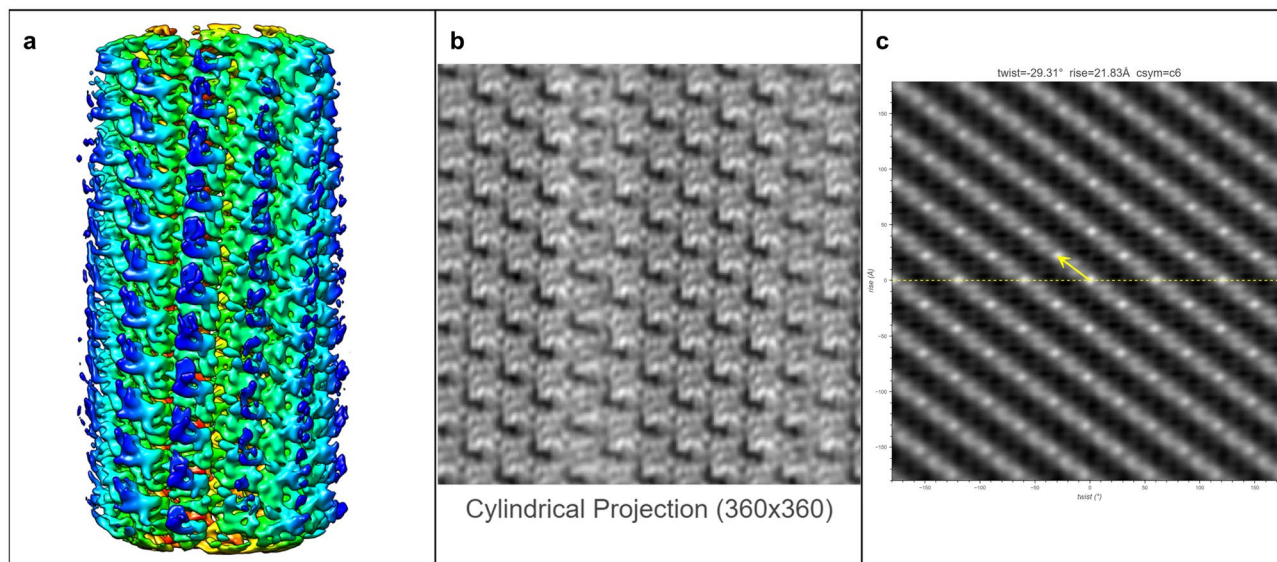 a
b
Cylindrical Projection (360x360)
c
twist=-29.31° rise=21.83Å csym=c6
rise (Å)
150
100
50
0
−50
−100
−150
−150
−100
−50
0
50
100
150
twist (°)